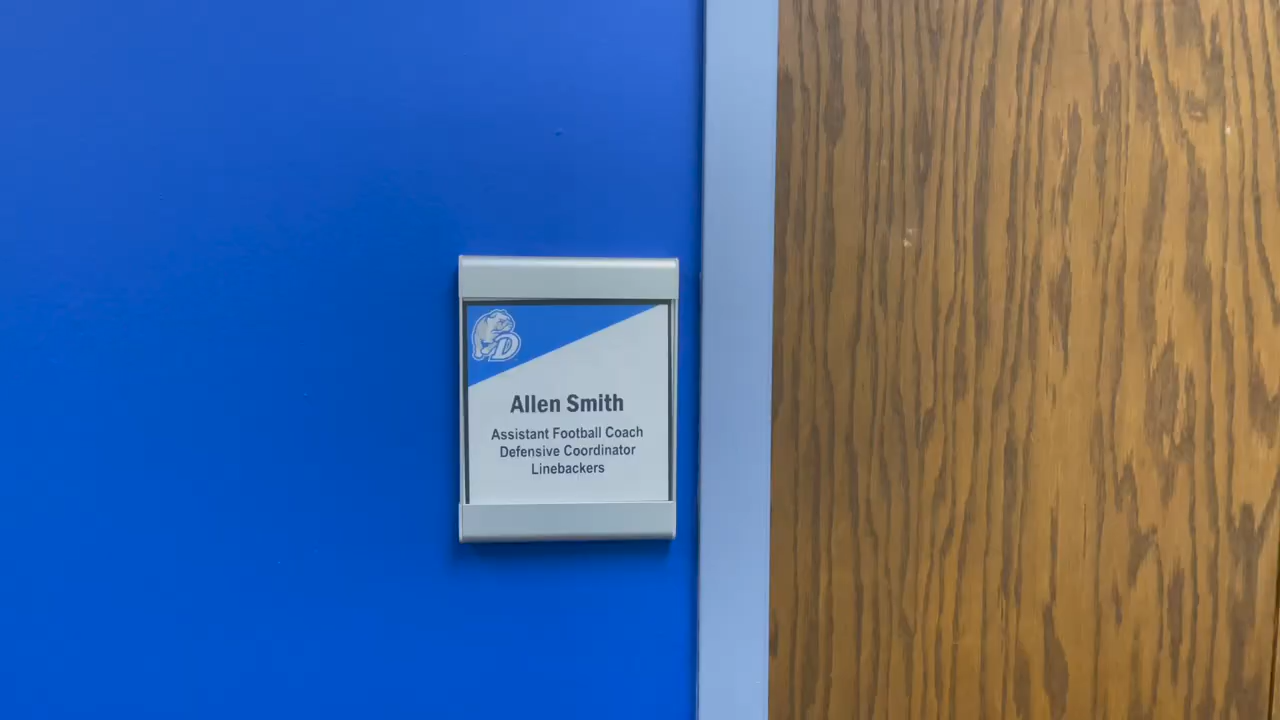 D
Allen Smith
Assistant Football Coach
Defensive Coordinator
Linebackers